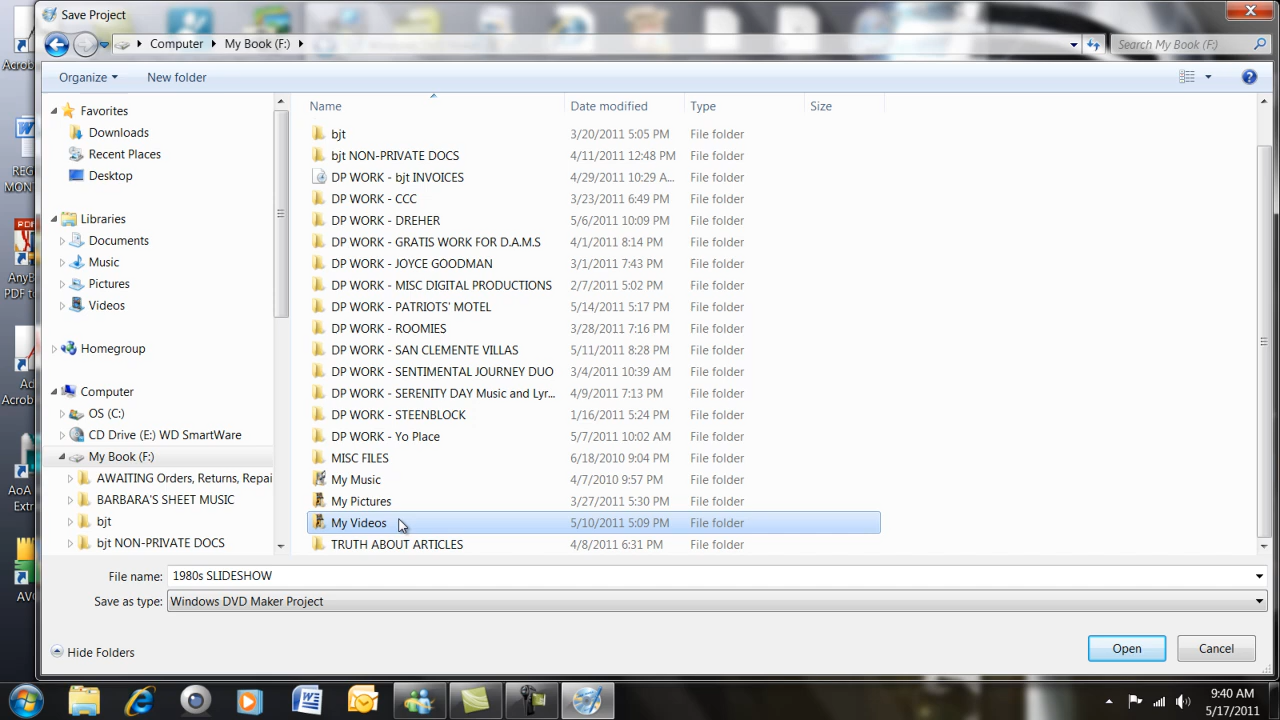 Save Project
Computer My Book (F:)
Search My Book (F:)
Organize New folder
Name Date modified Type Size
Favorites
Downloads
Recent Places
Desktop
Libraries
Documents
Music
Pictures
Videos
Homegroup
Computer
OS (C:)
CD Drive (E:) WD SmartWare
My Book (F:)
AWAITING Orders, Returns, Repai
BARBARA'S SHEET MUSIC
bjt
bjt NON-PRIVATE DOCS
bjt 3/20/2011 5:05 PM File folder
bjt NON-PRIVATE DOCS 4/11/2011 12:48 PM File folder
DP WORK - bjt INVOICES 4/29/2011 10:29 A... File folder
DP WORK - CCC 3/23/2011 6:49 PM File folder
DP WORK - DREHER 5/6/2011 10:09 PM File folder
DP WORK - GRATIS WORK FOR D.A.M.S 4/1/2011 8:14 PM File folder
DP WORK - JOYCE GOODMAN 3/1/2011 7:43 PM File folder
DP WORK - MISC DIGITAL PRODUCTIONS 2/7/2011 5:02 PM File folder
DP WORK - PATRIOTS' MOTEL 5/14/2011 5:17 PM File folder
DP WORK - ROOMIES 3/28/2011 7:16 PM File folder
DP WORK - SAN CLEMENTE VILLAS 5/11/2011 8:28 PM File folder
DP WORK - SENTIMENTAL JOURNEY DUO 3/4/2011 10:39 AM File folder
DP WORK - SERENITY DAY Music and Lyr... 4/9/2011 7:13 PM File folder
DP WORK - STEENBLOCK 1/16/2011 5:24 PM File folder
DP WORK - Yo Place 5/7/2011 10:02 AM File folder
MISC FILES 6/18/2010 9:04 PM File folder
My Music 4/7/2010 9:57 PM File folder
My Pictures 3/27/2011 5:30 PM File folder
My Videos 5/10/2011 5:09 PM File folder
TRUTH ABOUT ARTICLES 4/8/2011 6:31 PM File folder
File name: 1980s SLIDESHOW
Save as type: Windows DVD Maker Project
Hide Folders
Open Cancel
9:40 AM
5/17/2011